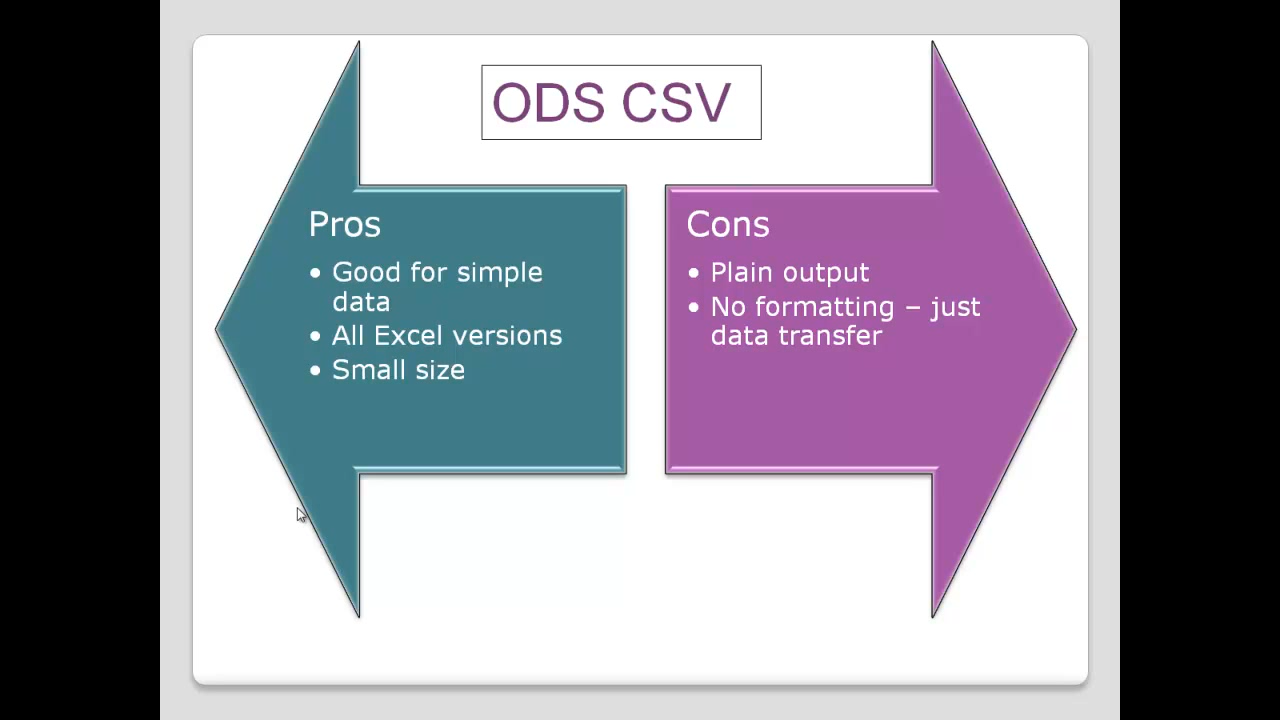 ODS CSV
Pros
• Good for simple
data
• All Excel versions
• Small size
Cons
• Plain output
• No formatting – just
data transfer